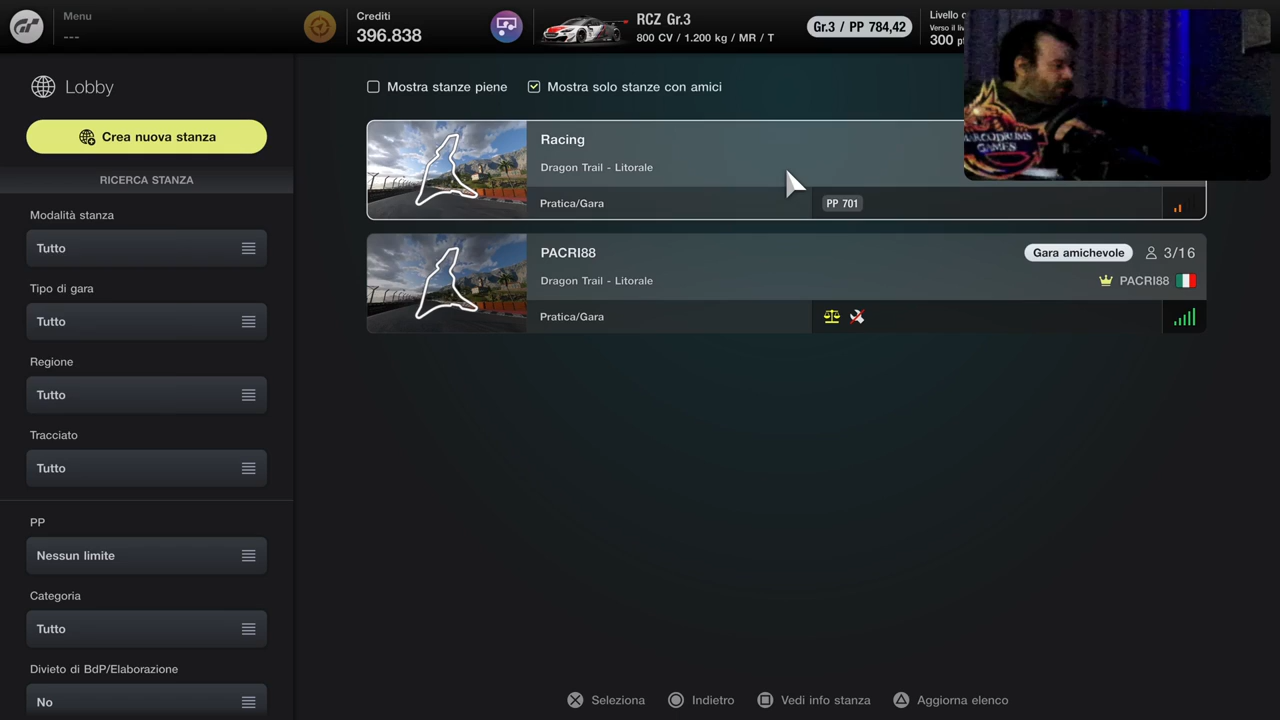 Menu
---
Crediti
396.838
RCZ Gr.3
800 CV / 1.200 kg / MR / T
Gr.3 / PP 784,42
Livello
300
Lobby
Crea nuova stanza
RICERCA STANZA
Modalità stanza
Tutto
Tipo di gara
Tutto
Regione
Tutto
Tracciato
Tutto
PP
Nessun limite
Categoria
Tutto
Divieto di BdP/Elaborazione
No
Mostra stanze piene
Mostra solo stanze con amici
Racing
Dragon Trail - Litorale
Pratica/Gara
PP 701
PACRI88
Gara amichevole
3/16
Dragon Trail - Litorale
PACRI88
Pratica/Gara
GAMES
Seleziona
Indietro
Vedi info stanza
Aggiorna elenco